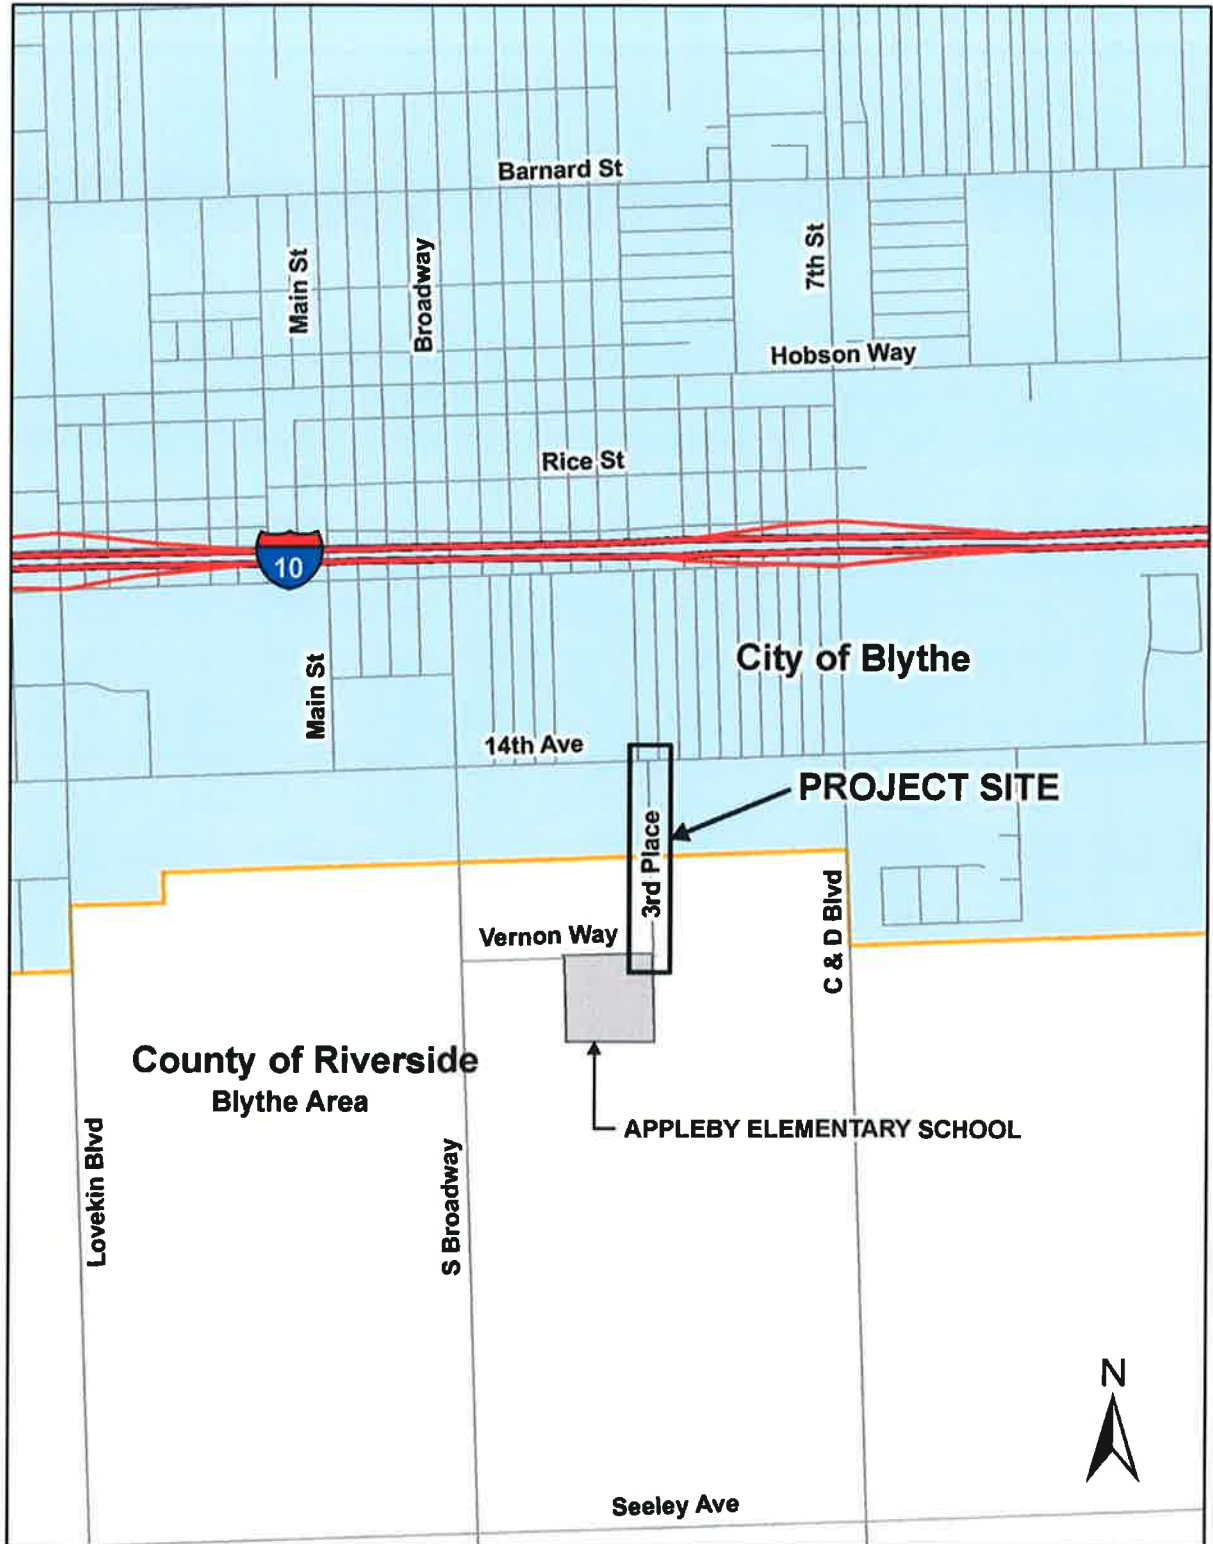 Barnard St
Main St
Broadway
7th St
Hobson Way
Rice St
10
City of Blythe
Main St
14th Ave
PROJECT SITE
3rd Place
Vernon Way
C & D Blvd
County of Riverside
Blythe Area
APPLEBY ELEMENTARY SCHOOL
Lovekin Blvd
S Broadway
N
Seeley Ave